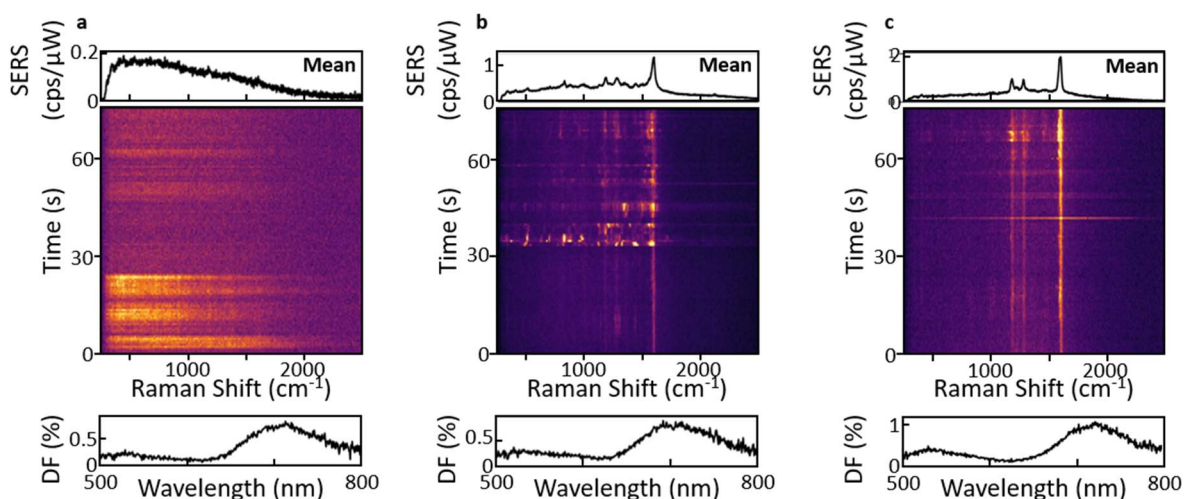 a
SERS
(cps/μW)
0.2
0
Mean
Time (s)
60
30
0
1000
2000
Raman Shift (cm-1)
DF (%)
0.5
0
500
800
Wavelength (nm)
b
SERS
(cps/μW)
1
0
Mean
Time (s)
60
30
0
1000
2000
Raman Shift (cm-1)
DF (%)
0.5
0
500
800
Wavelength (nm)
c
SERS
(cps/μW)
2
0
Mean
Time (s)
60
30
0
1000
2000
Raman Shift (cm-1)
DF (%)
1
0
500
800
Wavelength (nm)